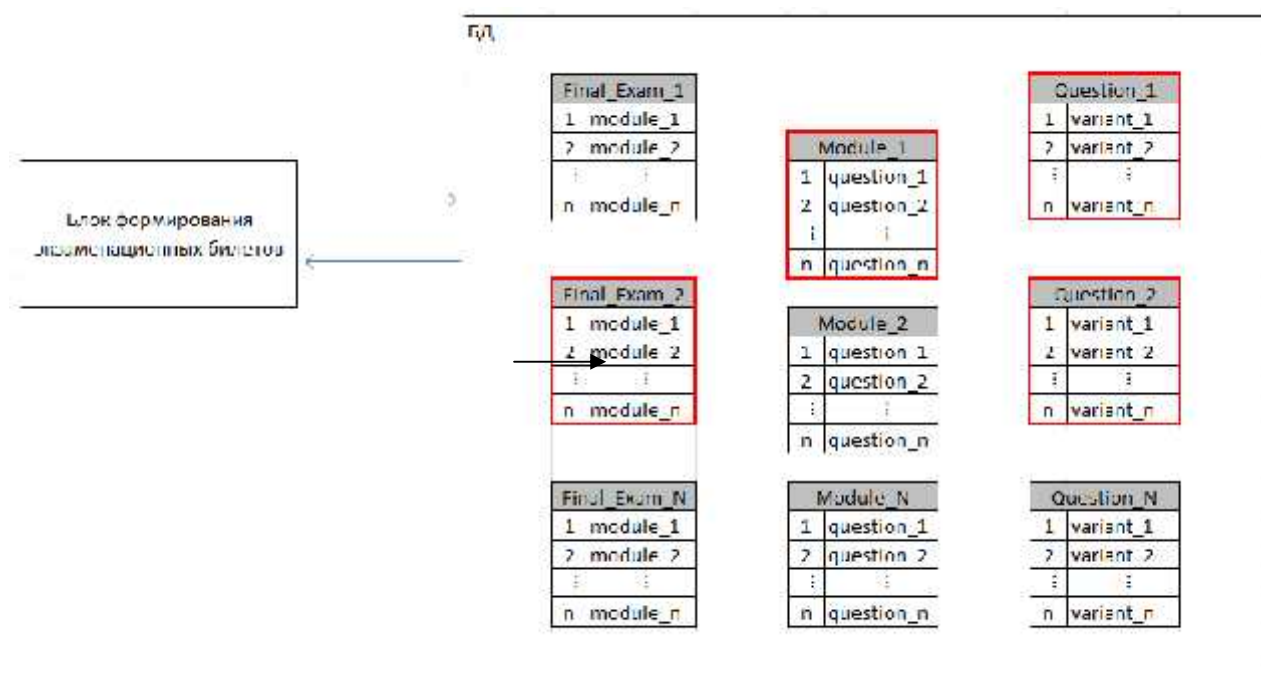 БД
Блок формирования
экзаменационных билетов
Final_Exam_1
1 module_1
2 module_2
⋮ ⋮
n module_n
Final_Exam_2
1 module_1
2 module_2
⋮ ⋮
n module_n
Final_Exam_N
1 module_1
2 module_2
⋮ ⋮
n module_n
Module_1
1 question_1
2 question_2
⋮ ⋮
n question_n
Module_2
1 question_1
2 question_2
⋮ ⋮
n question_n
Module_N
1 question_1
2 question_2
⋮ ⋮
n question_n
Question_1
1 variant_1
2 variant_2
⋮ ⋮
n variant_n
Question_2
1 variant_1
2 variant_2
⋮ ⋮
n variant_n
Question_N
1 variant_1
2 variant_2
⋮ ⋮
n variant_n